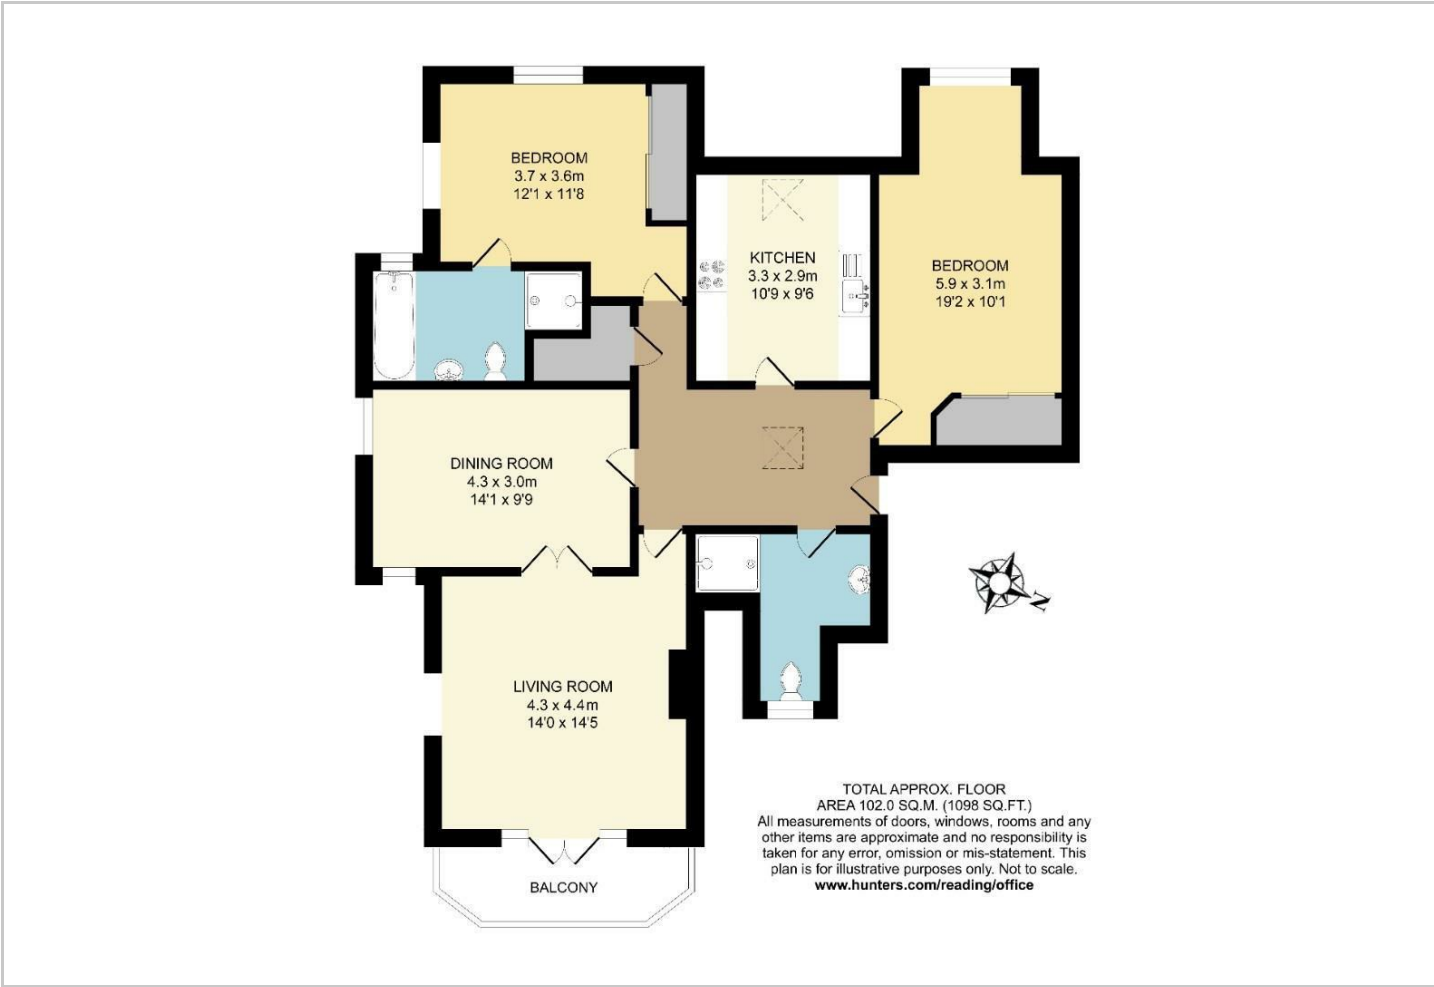 BEDROOM
3.7 x 3.6m
12'1 x 11'8
KITCHEN
3.3 x 2.9m
10'9 x 9'6
BEDROOM
5.9 x 3.1m
19'2 x 10'1
DINING ROOM
4.3 x 3.0m
14'1 x 9'9
N
LIVING ROOM
4.3 x 4.4m
14'0 x 14'5
BALCONY
TOTAL APPROX. FLOOR
AREA 102.0 SQ.M. (1098 SQ.FT.)
All measurements of doors, windows, rooms and any
other items are approximate and no responsibility is
taken for any error, omission or mis-statement. This
plan is for illustrative purposes only. Not to scale.
www.hunters.com/reading/office